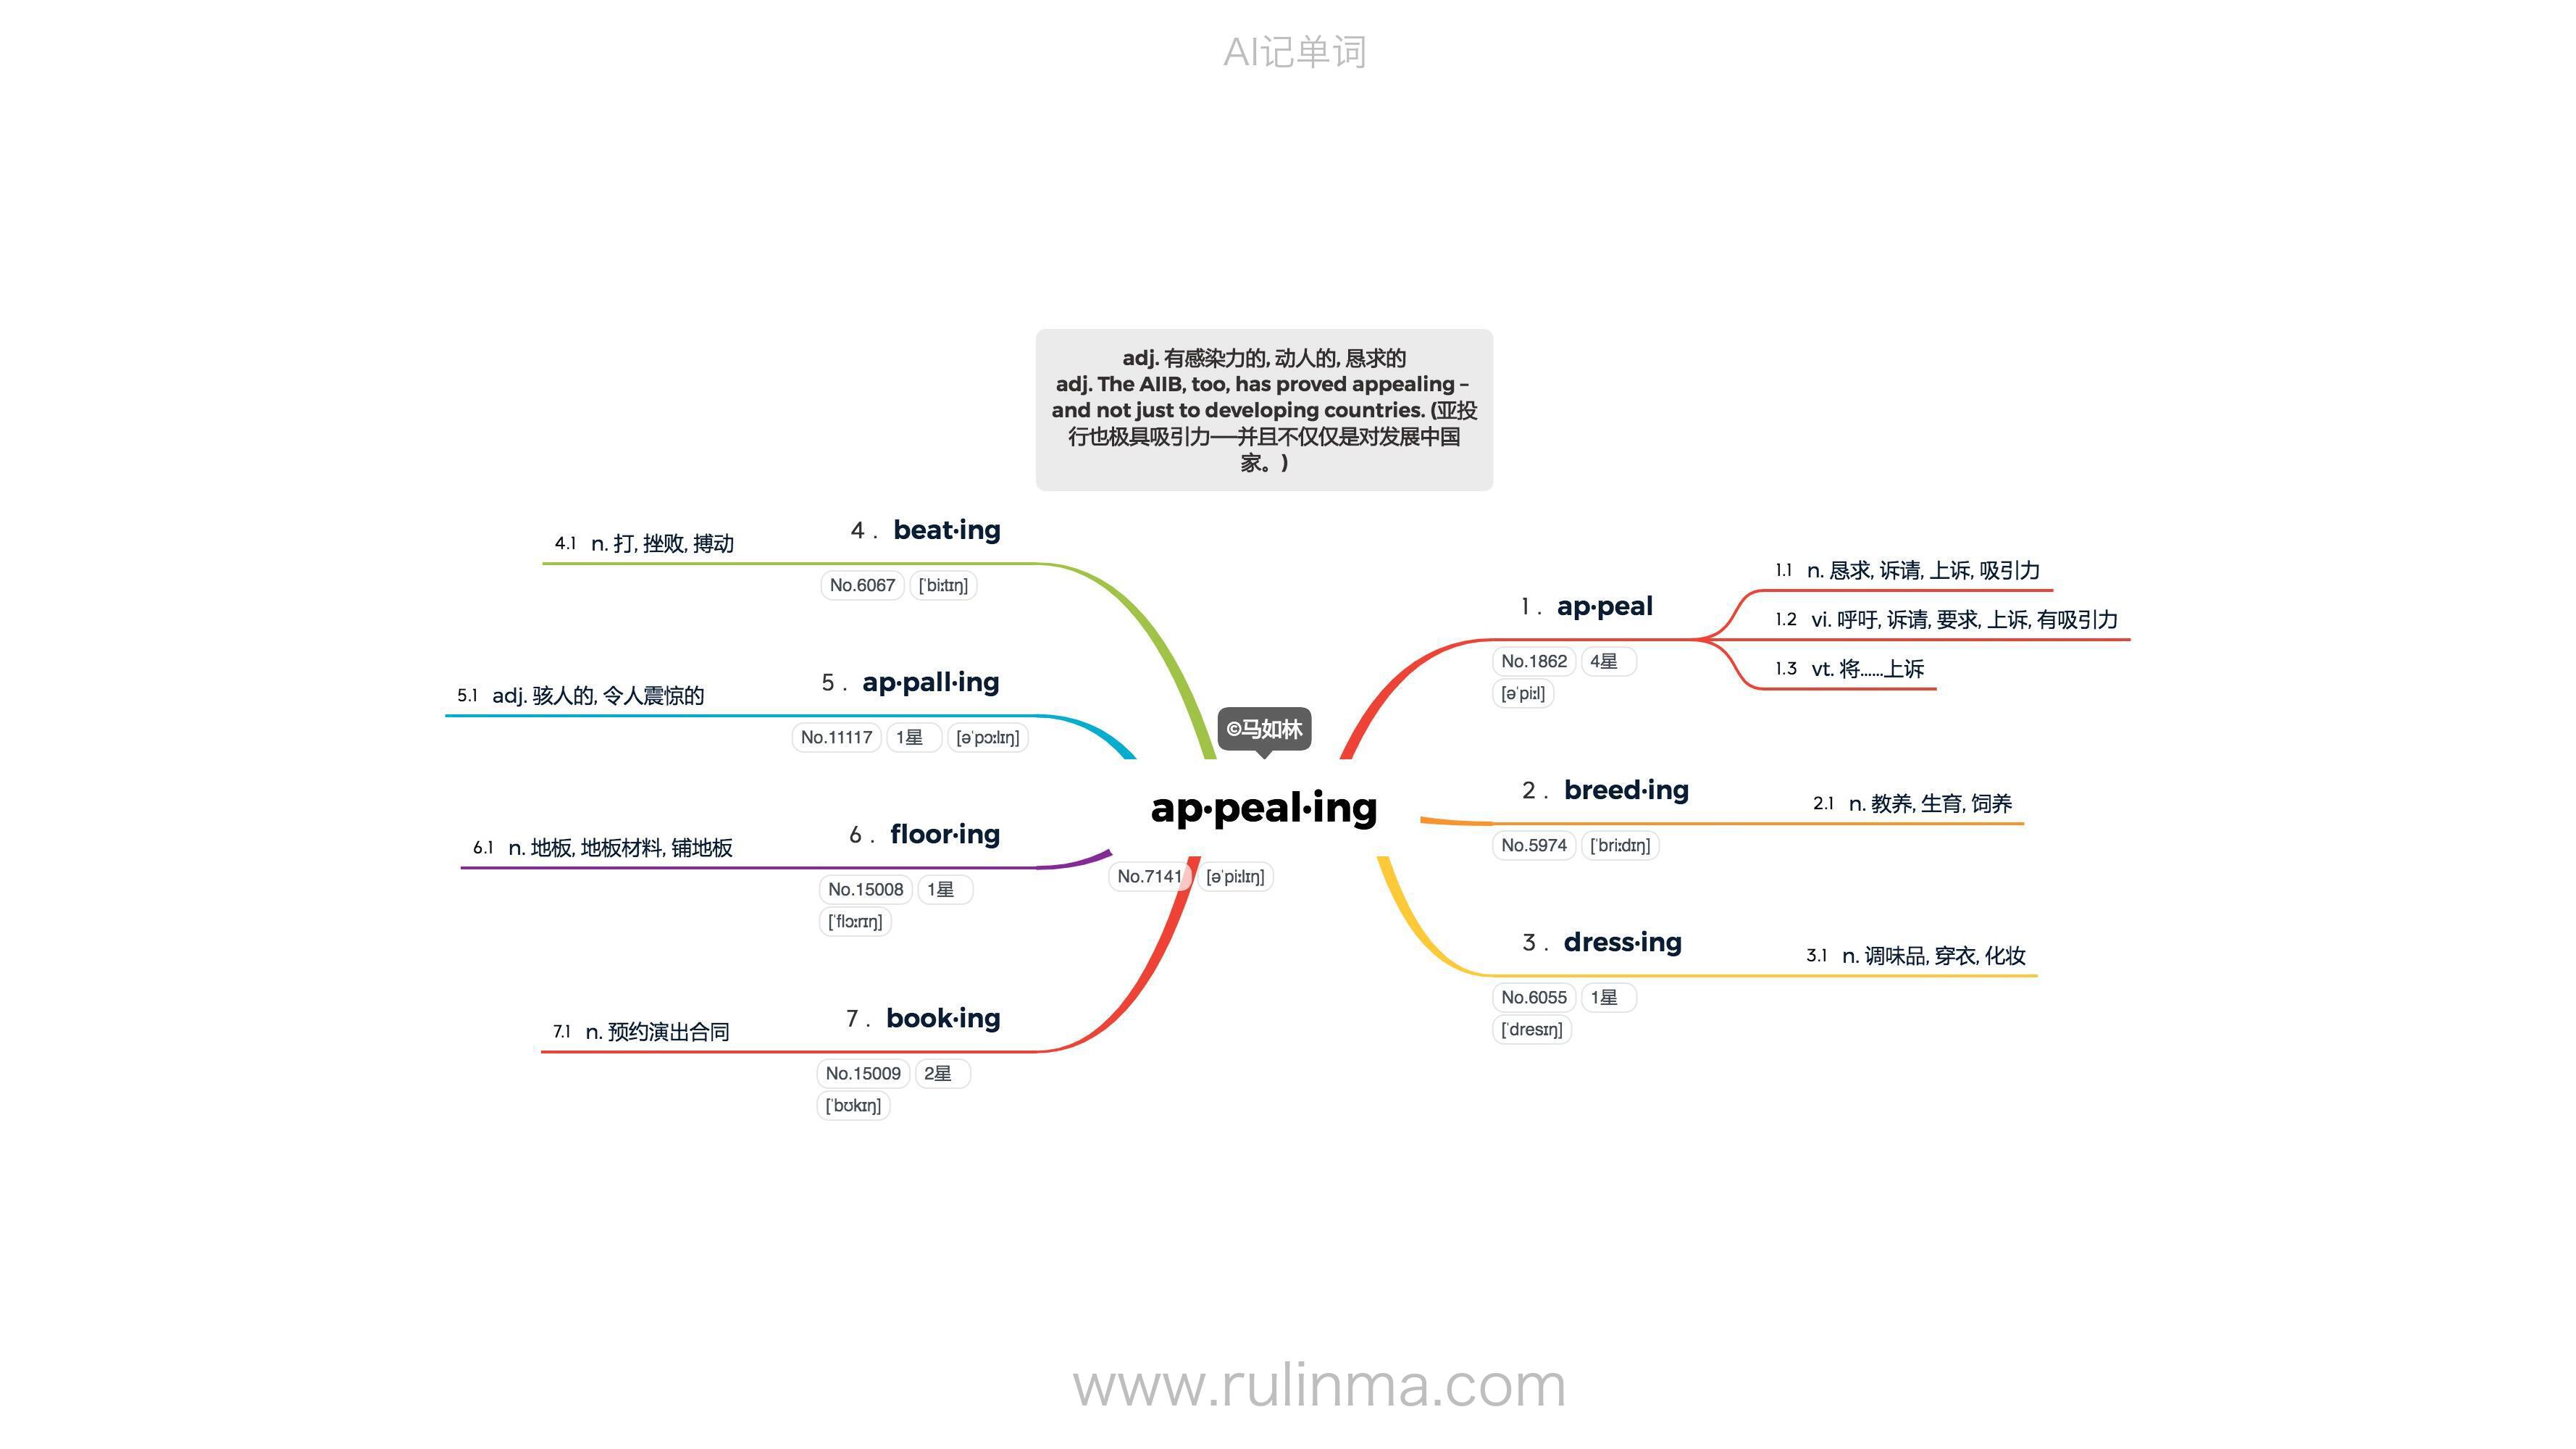 AI记单词
adj. 有感染力的, 动人的, 恳求的
adj. The AIIB, too, has proved appealing –
and not just to developing countries. (亚投
行也极具吸引力──并且不仅仅是对发展中国
家。)
©马如林
ap·peal·ing
No.7141 [əˈpiːlɪŋ]
1 . ap·peal
No.1862 4星
[əˈpiːl]
1.1 n. 恳求, 诉请, 上诉, 吸引力
1.2 vi. 呼吁, 诉请, 要求, 上诉, 有吸引力
1.3 vt. 将……上诉
2 . breed·ing
No.5974 [ˈbriːdɪŋ]
2.1 n. 教养, 生育, 饲养
3 . dress·ing
No.6055 1星
[ˈdresɪŋ]
3.1 n. 调味品, 穿衣, 化妆
4 . beat·ing
No.6067 [ˈbiːtɪŋ]
4.1 n. 打, 挫败, 搏动
5 . ap·pall·ing
No.11117 1星 [əˈpɔːlɪŋ]
5.1 adj. 骇人的, 令人震惊的
6 . floor·ing
No.15008 1星
[ˈflɔːrɪŋ]
6.1 n. 地板, 地板材料, 铺地板
7 . book·ing
No.15009 2星
[ˈbʊkɪŋ]
7.1 n. 预约演出合同
www.rulinma.com